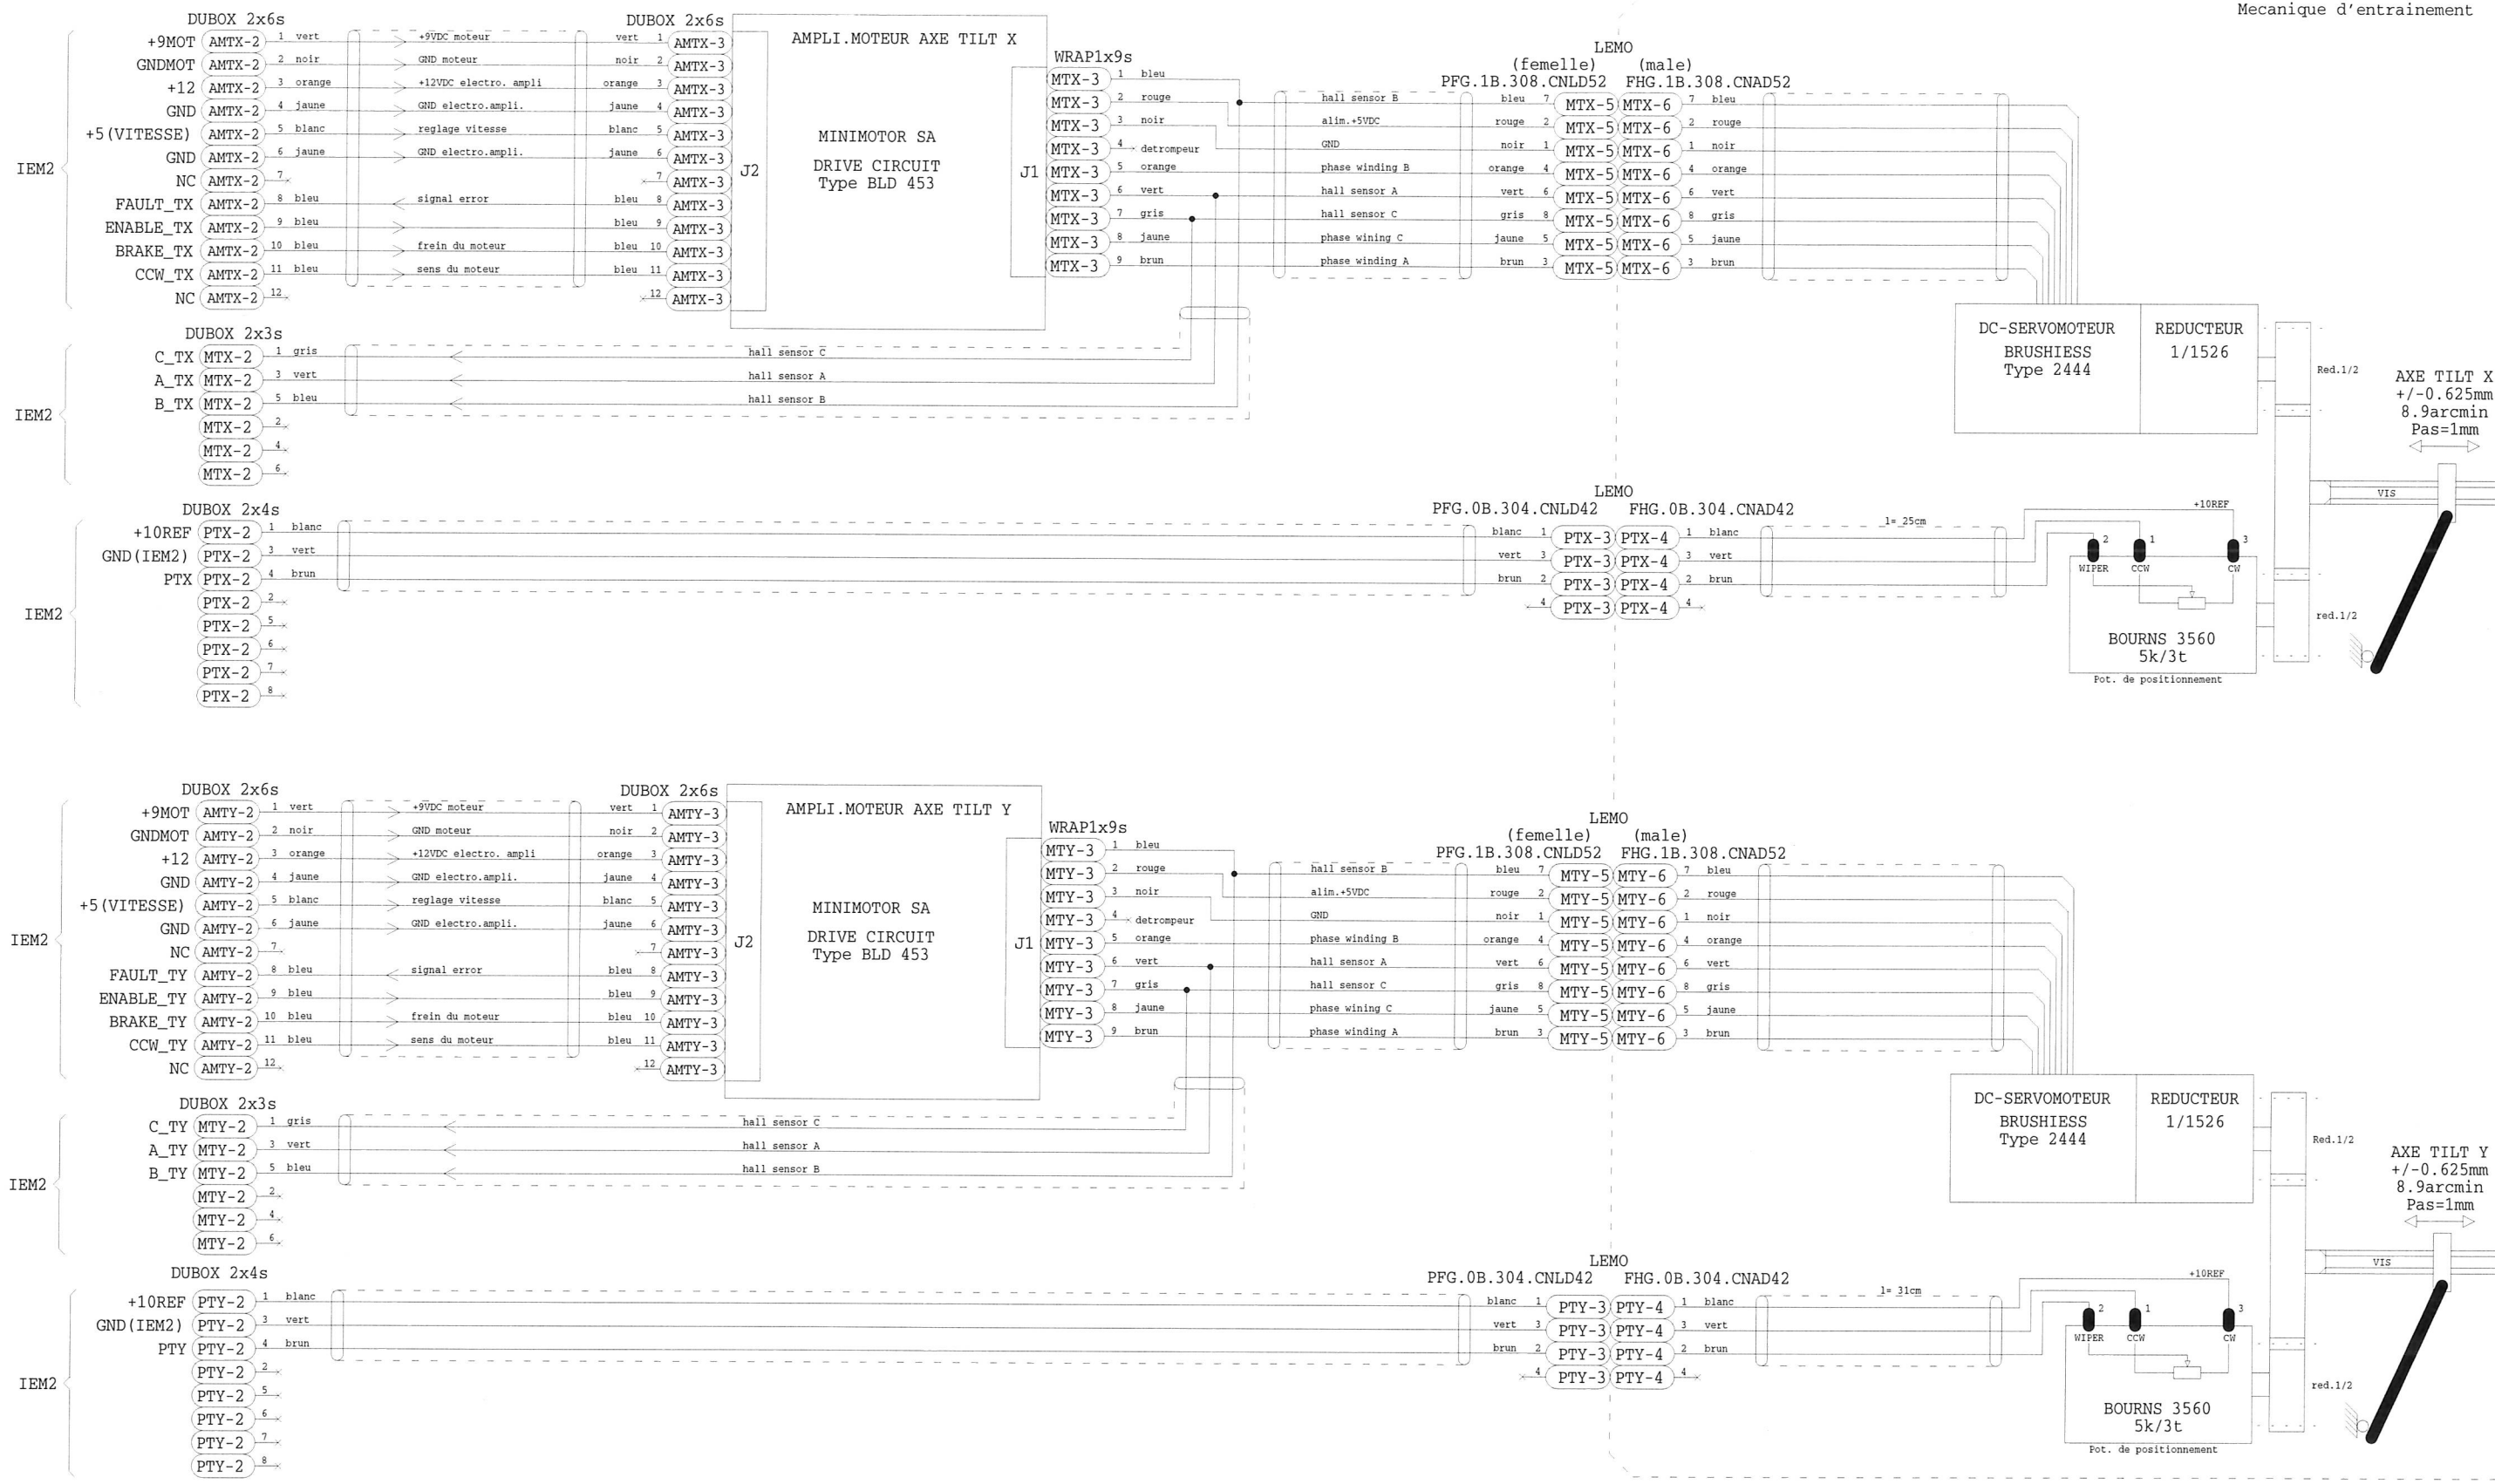 Mecanique d'entrainement
DUBOX 2x6s
DUBOX 2x6s
AMPLI.MOTEUR AXE TILT X
+9MOT AMTX-2 1 vert +9VDC moteur vert 1 AMTX-3
GNDMOT AMTX-2 2 noir GND moteur noir 2 AMTX-3
+12 AMTX-2 3 orange +12VDC electro. ampli orange 3 AMTX-3
GND AMTX-2 4 jaune GND electro.ampli. jaune 4 AMTX-3
+5(VITESSE) AMTX-2 5 blanc reglage vitesse blanc 5 AMTX-3
GND AMTX-2 6 jaune GND electro.ampli. jaune 6 AMTX-3
NC AMTX-2 7 7 AMTX-3
FAULT_TX AMTX-2 8 bleu signal error bleu 8 AMTX-3
ENABLE_TX AMTX-2 9 bleu bleu 9 AMTX-3
BRAKE_TX AMTX-2 10 bleu frein du moteur bleu 10 AMTX-3
CCW_TX AMTX-2 11 bleu sens du moteur bleu 11 AMTX-3
NC AMTX-2 12 12 AMTX-3
IEM2
J2
MINIMOTOR SA
DRIVE CIRCUIT
Type BLD 453
J1
WRAP1x9s
LEMO
(femelle) (male)
PFG.1B.308.CNLD52 FHG.1B.308.CNAD52
MTX-3 1 bleu hall sensor B bleu 7 MTX-5 MTX-6 7 bleu
MTX-3 2 rouge alim.+5VDC rouge 2 MTX-5 MTX-6 2 rouge
MTX-3 3 noir GND noir 1 MTX-5 MTX-6 1 noir
MTX-3 4 detrompeur
MTX-3 5 orange phase winding B orange 4 MTX-5 MTX-6 4 orange
MTX-3 6 vert hall sensor A vert 6 MTX-5 MTX-6 6 vert
MTX-3 7 gris hall sensor C gris 8 MTX-5 MTX-6 8 gris
MTX-3 8 jaune phase wining C jaune 5 MTX-5 MTX-6 5 jaune
MTX-3 9 brun phase winding A brun 3 MTX-5 MTX-6 3 brun
DUBOX 2x3s
C_TX MTX-2 1 gris hall sensor C
A_TX MTX-2 3 vert hall sensor A
B_TX MTX-2 5 bleu hall sensor B
MTX-2 2
MTX-2 4
MTX-2 6
IEM2
DC-SERVOMOTEUR
BRUSHIESS
Type 2444
REDUCTEUR
1/1526
Red.1/2
AXE TILT X
+/-0.625mm
8.9arcmin
Pas=1mm
VIS
DUBOX 2x4s
LEMO
PFG.0B.304.CNLD42 FHG.0B.304.CNAD42
+10REF PTX-2 1 blanc blanc 1 PTX-3 PTX-4 1 blanc
GND(IEM2) PTX-2 3 vert vert 3 PTX-3 PTX-4 3 vert
PTX PTX-2 4 brun brun 2 PTX-3 PTX-4 2 brun
PTX-2 2 4 PTX-3 PTX-4 4
PTX-2 5
PTX-2 6
PTX-2 7
PTX-2 8
IEM2
l= 25cm
+10REF
2 1 3
WIPER CCW CW
BOURNS 3560
5k/3t
Pot. de positionnement
red.1/2
DUBOX 2x6s
DUBOX 2x6s
AMPLI.MOTEUR AXE TILT Y
+9MOT AMTY-2 1 vert +9VDC moteur vert 1 AMTY-3
GNDMOT AMTY-2 2 noir GND moteur noir 2 AMTY-3
+12 AMTY-2 3 orange +12VDC electro. ampli orange 3 AMTY-3
GND AMTY-2 4 jaune GND electro.ampli. jaune 4 AMTY-3
+5(VITESSE) AMTY-2 5 blanc reglage vitesse blanc 5 AMTY-3
GND AMTY-2 6 jaune GND electro.ampli. jaune 6 AMTY-3
NC AMTY-2 7 7 AMTY-3
FAULT_TY AMTY-2 8 bleu signal error bleu 8 AMTY-3
ENABLE_TY AMTY-2 9 bleu bleu 9 AMTY-3
BRAKE_TY AMTY-2 10 bleu frein du moteur bleu 10 AMTY-3
CCW_TY AMTY-2 11 bleu sens du moteur bleu 11 AMTY-3
NC AMTY-2 12 12 AMTY-3
IEM2
J2
MINIMOTOR SA
DRIVE CIRCUIT
Type BLD 453
J1
WRAP1x9s
LEMO
(femelle) (male)
PFG.1B.308.CNLD52 FHG.1B.308.CNAD52
MTY-3 1 bleu hall sensor B bleu 7 MTY-5 MTY-6 7 bleu
MTY-3 2 rouge alim.+5VDC rouge 2 MTY-5 MTY-6 2 rouge
MTY-3 3 noir GND noir 1 MTY-5 MTY-6 1 noir
MTY-3 4 detrompeur
MTY-3 5 orange phase winding B orange 4 MTY-5 MTY-6 4 orange
MTY-3 6 vert hall sensor A vert 6 MTY-5 MTY-6 6 vert
MTY-3 7 gris hall sensor C gris 8 MTY-5 MTY-6 8 gris
MTY-3 8 jaune phase wining C jaune 5 MTY-5 MTY-6 5 jaune
MTY-3 9 brun phase winding A brun 3 MTY-5 MTY-6 3 brun
DUBOX 2x3s
C_TY MTY-2 1 gris hall sensor C
A_TY MTY-2 3 vert hall sensor A
B_TY MTY-2 5 bleu hall sensor B
MTY-2 2
MTY-2 4
MTY-2 6
IEM2
DC-SERVOMOTEUR
BRUSHIESS
Type 2444
REDUCTEUR
1/1526
Red.1/2
AXE TILT Y
+/-0.625mm
8.9arcmin
Pas=1mm
VIS
DUBOX 2x4s
LEMO
PFG.0B.304.CNLD42 FHG.0B.304.CNAD42
+10REF PTY-2 1 blanc blanc 1 PTY-3 PTY-4 1 blanc
GND(IEM2) PTY-2 3 vert vert 3 PTY-3 PTY-4 3 vert
PTY PTY-2 4 brun brun 2 PTY-3 PTY-4 2 brun
PTY-2 2 4 PTY-3 PTY-4 4
PTY-2 5
PTY-2 6
PTY-2 7
PTY-2 8
IEM2
l= 31cm
+10REF
2 1 3
WIPER CCW CW
BOURNS 3560
5k/3t
Pot. de positionnement
red.1/2